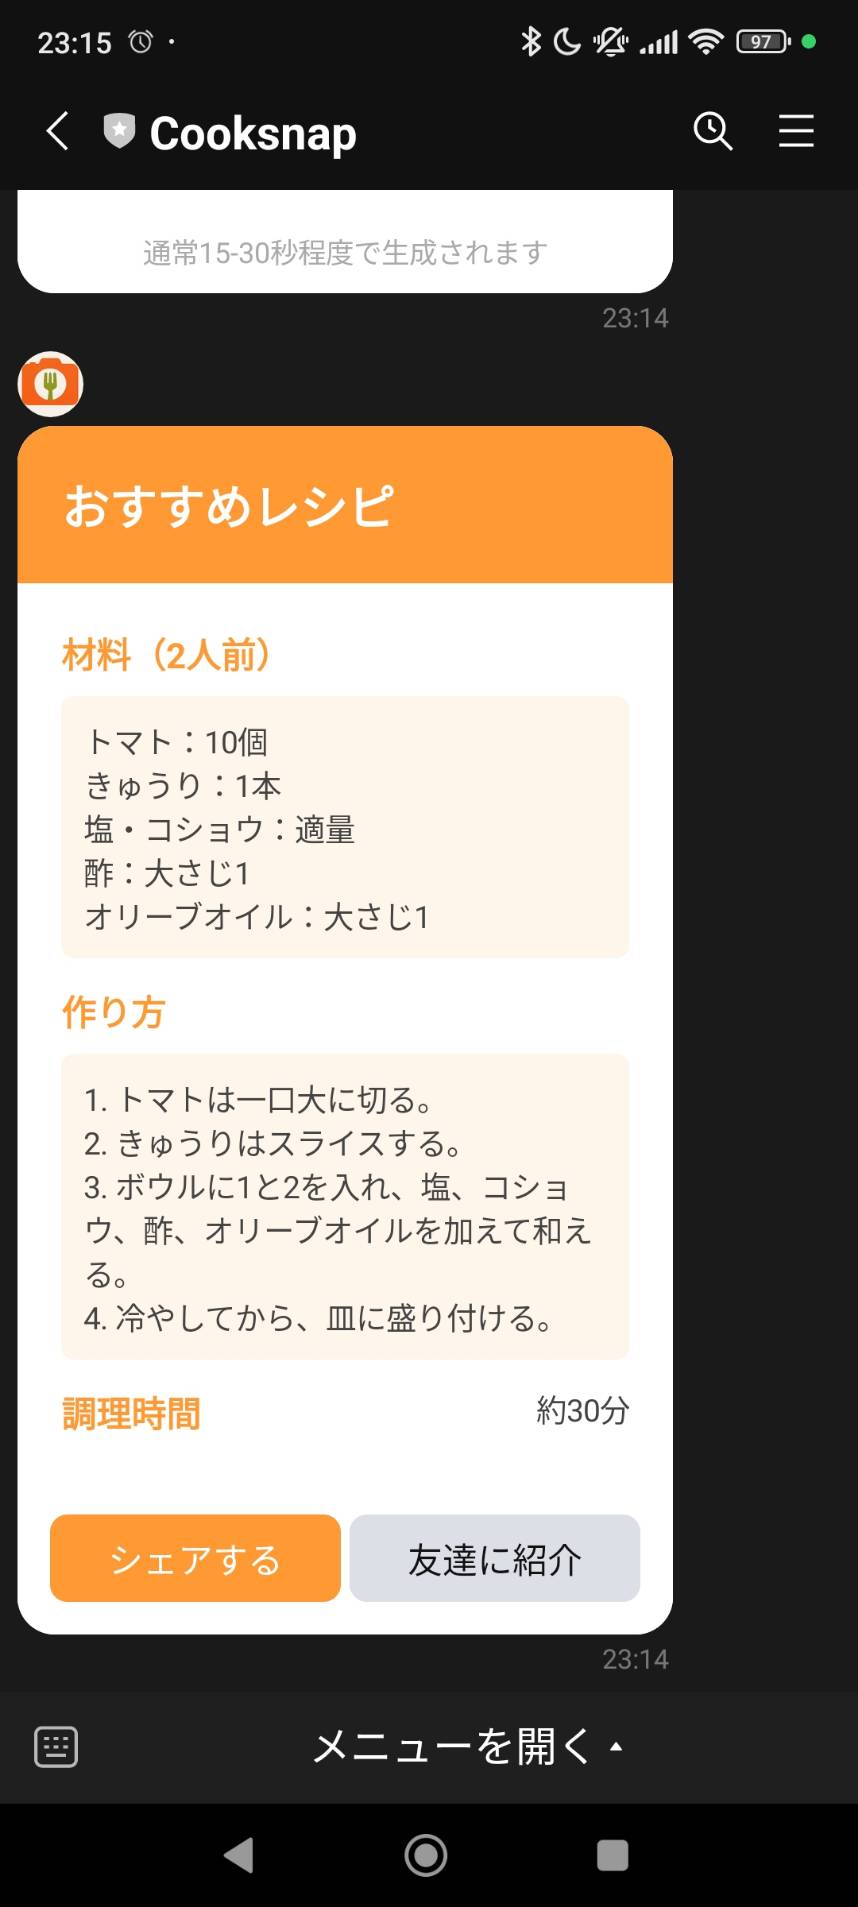 23:15
97
Cooksnap
通常15-30秒程度で生成されます
23:14
おすすめレシピ
材料（2人前）
トマト：10個
きゅうり：1本
塩・コショウ：適量
酢：大さじ1
オリーブオイル：大さじ1
作り方
1. トマトは一口大に切る。
2. きゅうりはスライスする。
3. ボウルに1と2を入れ、塩、コショ
ウ、酢、オリーブオイルを加えて和え
る。
4. 冷やしてから、皿に盛り付ける。
調理時間
約30分
シェアする
友達に紹介
23:14
メニューを開く